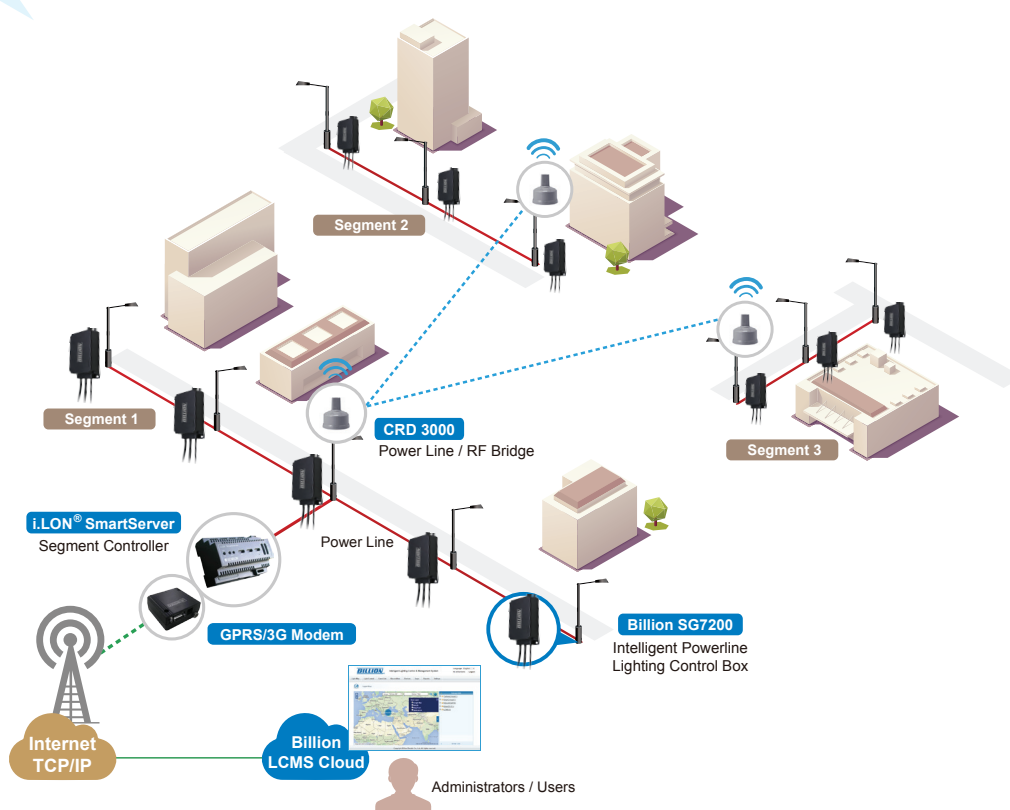 Segment 2
Segment 1
CRD 3000
Power Line / RF Bridge
Segment 3
i.LON® SmartServer
Segment Controller
Power Line
GPRS/3G Modem
Billion SG7200
Intelligent Powerline
Lighting Control Box
BILLION
Internet
TCP/IP
Billion
LCMS Cloud
Administrators / Users